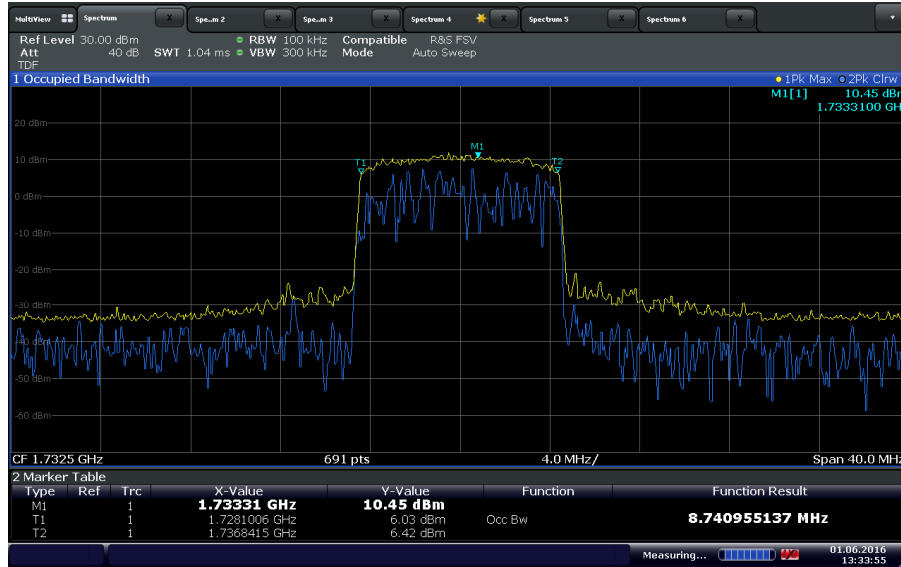 MultiView Spectrum X Spe...m 2 X Spe...m 3 X Spectrum 4 X Spectrum 5 X Spectrum 6 X
Ref Level 30.00 dBm RBW 100 kHz Compatible R&S FSV
Att 40 dB SWT 1.04 ms VBW 300 kHz Mode Auto Sweep
TDF
1 Occupied Bandwidth 1Pk Max 2Pk Clrw
M1[1] 10.45 dBm
1.7333100 GH
20 dBm
M1
10 dBm
T1 T2
0 dBm
-10 dBm
-20 dBm
-30 dBm
-40 dBm
-50 dBm
-60 dBm
CF 1.7325 GHz 691 pts 4.0 MHz/ Span 40.0 MHz
2 Marker Table
Type Ref Trc X-Value Y-Value Function Function Result
M1 1 1.73331 GHz 10.45 dBm
T1 1 1.7281006 GHz 6.03 dBm Occ Bw 8.740955137 MHz
T2 1 1.7368415 GHz 6.42 dBm
Measuring... 01.06.2016
13:33:55